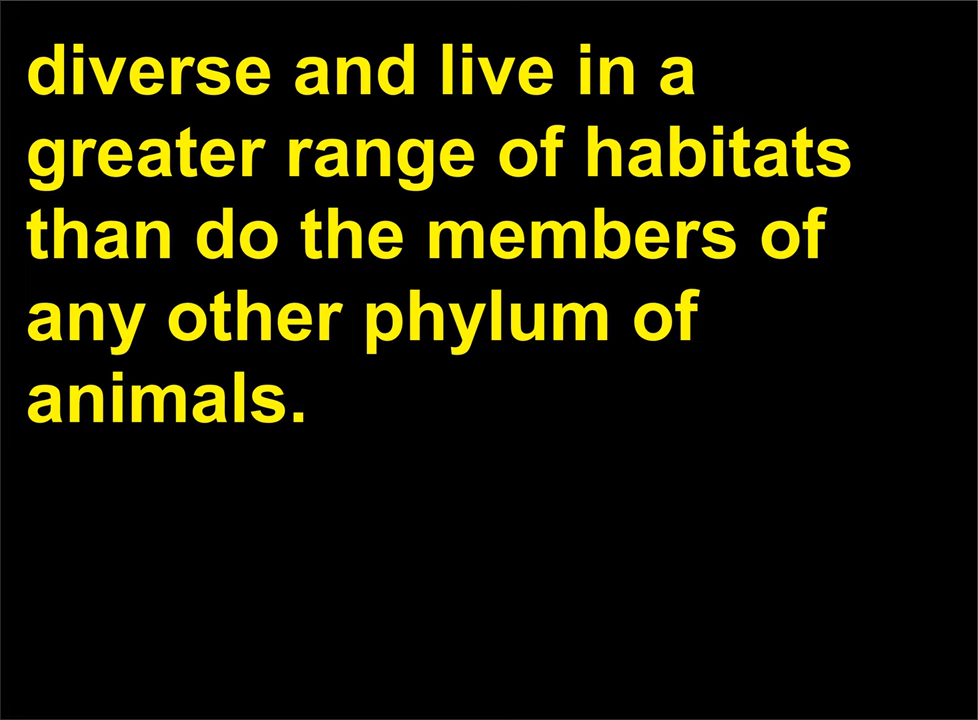 diverse and live in a
greater range of habitats
than do the members of
any other phylum of
animals.